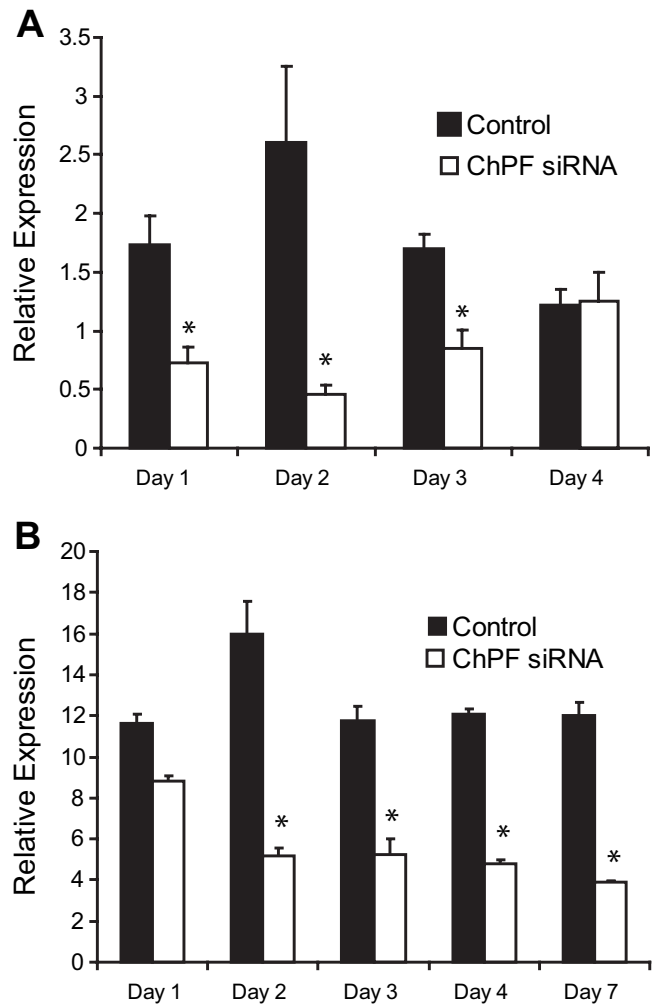 A
3.5
3
2.5
2
1.5
1
0.5
0
Relative Expression
Control
ChPF siRNA
*
*
*
Day 1
Day 2
Day 3
Day 4
B
20
18
16
14
12
10
8
6
4
2
0
Relative Expression
Control
ChPF siRNA
*
*
*
*
Day 1
Day 2
Day 3
Day 4
Day 7